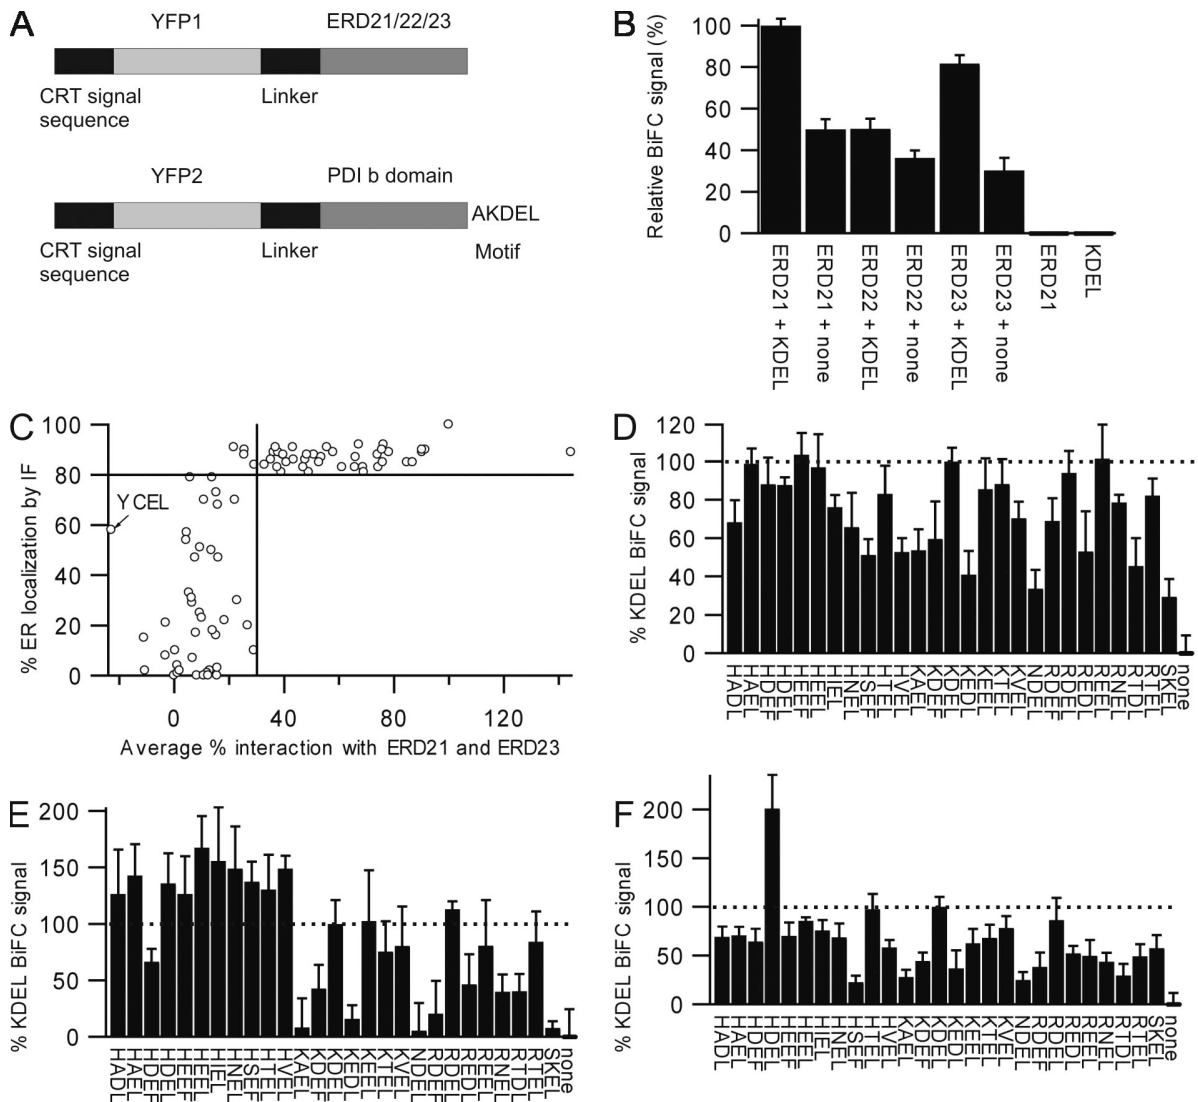 A
YFP1
ERD21/22/23
CRT signal
sequence
Linker
YFP2
PDI b domain
AKDEL
CRT signal
sequence
Linker
Motif
B
Relative BiFC signal (%)
100
80
60
40
20
0
ERD21 + KDEL
ERD21 + none
ERD22 + KDEL
ERD22 + none
ERD23 + KDEL
ERD23 + none
ERD21
KDEL
C
% ER localization by IF
100
80
60
40
20
0
YCEL
0
40
80
120
Average % interaction with ERD21 and ERD23
D
% KDEL BiFC signal
120
100
80
60
40
20
0
HADL
HAEL
HDEF
HDEL
HEEF
HEEL
HIEL
HNEL
HSEF
HTEL
HVEL
KAEL
KDEF
KDEL
KEDL
KEEL
KTEL
KVEL
NDEL
RDEF
RDEL
REDL
REEL
RNEL
RTDL
RTEL
SKEL
none
E
% KDEL BiFC signal
200
150
100
50
0
HADL
HAEL
HDEF
HDEL
HEEF
HEEL
HIEL
HNEL
HSEF
HTEL
HVEL
KAEL
KDEF
KDEL
KEDL
KEEL
KTEL
KVEL
NDEL
RDEF
RDEL
REDL
REEL
RNEL
RTDL
RTEL
SKEL
none
F
% KDEL BiFC signal
200
150
100
50
0
HADL
HAEL
HDEF
HDEL
HEEF
HEEL
HIEL
HNEL
HSEF
HTEL
HVEL
KAEL
KDEF
KDEL
KEDL
KEEL
KTEL
KVEL
NDEL
RDEF
RDEL
REDL
REEL
RNEL
RTDL
RTEL
SKEL
none